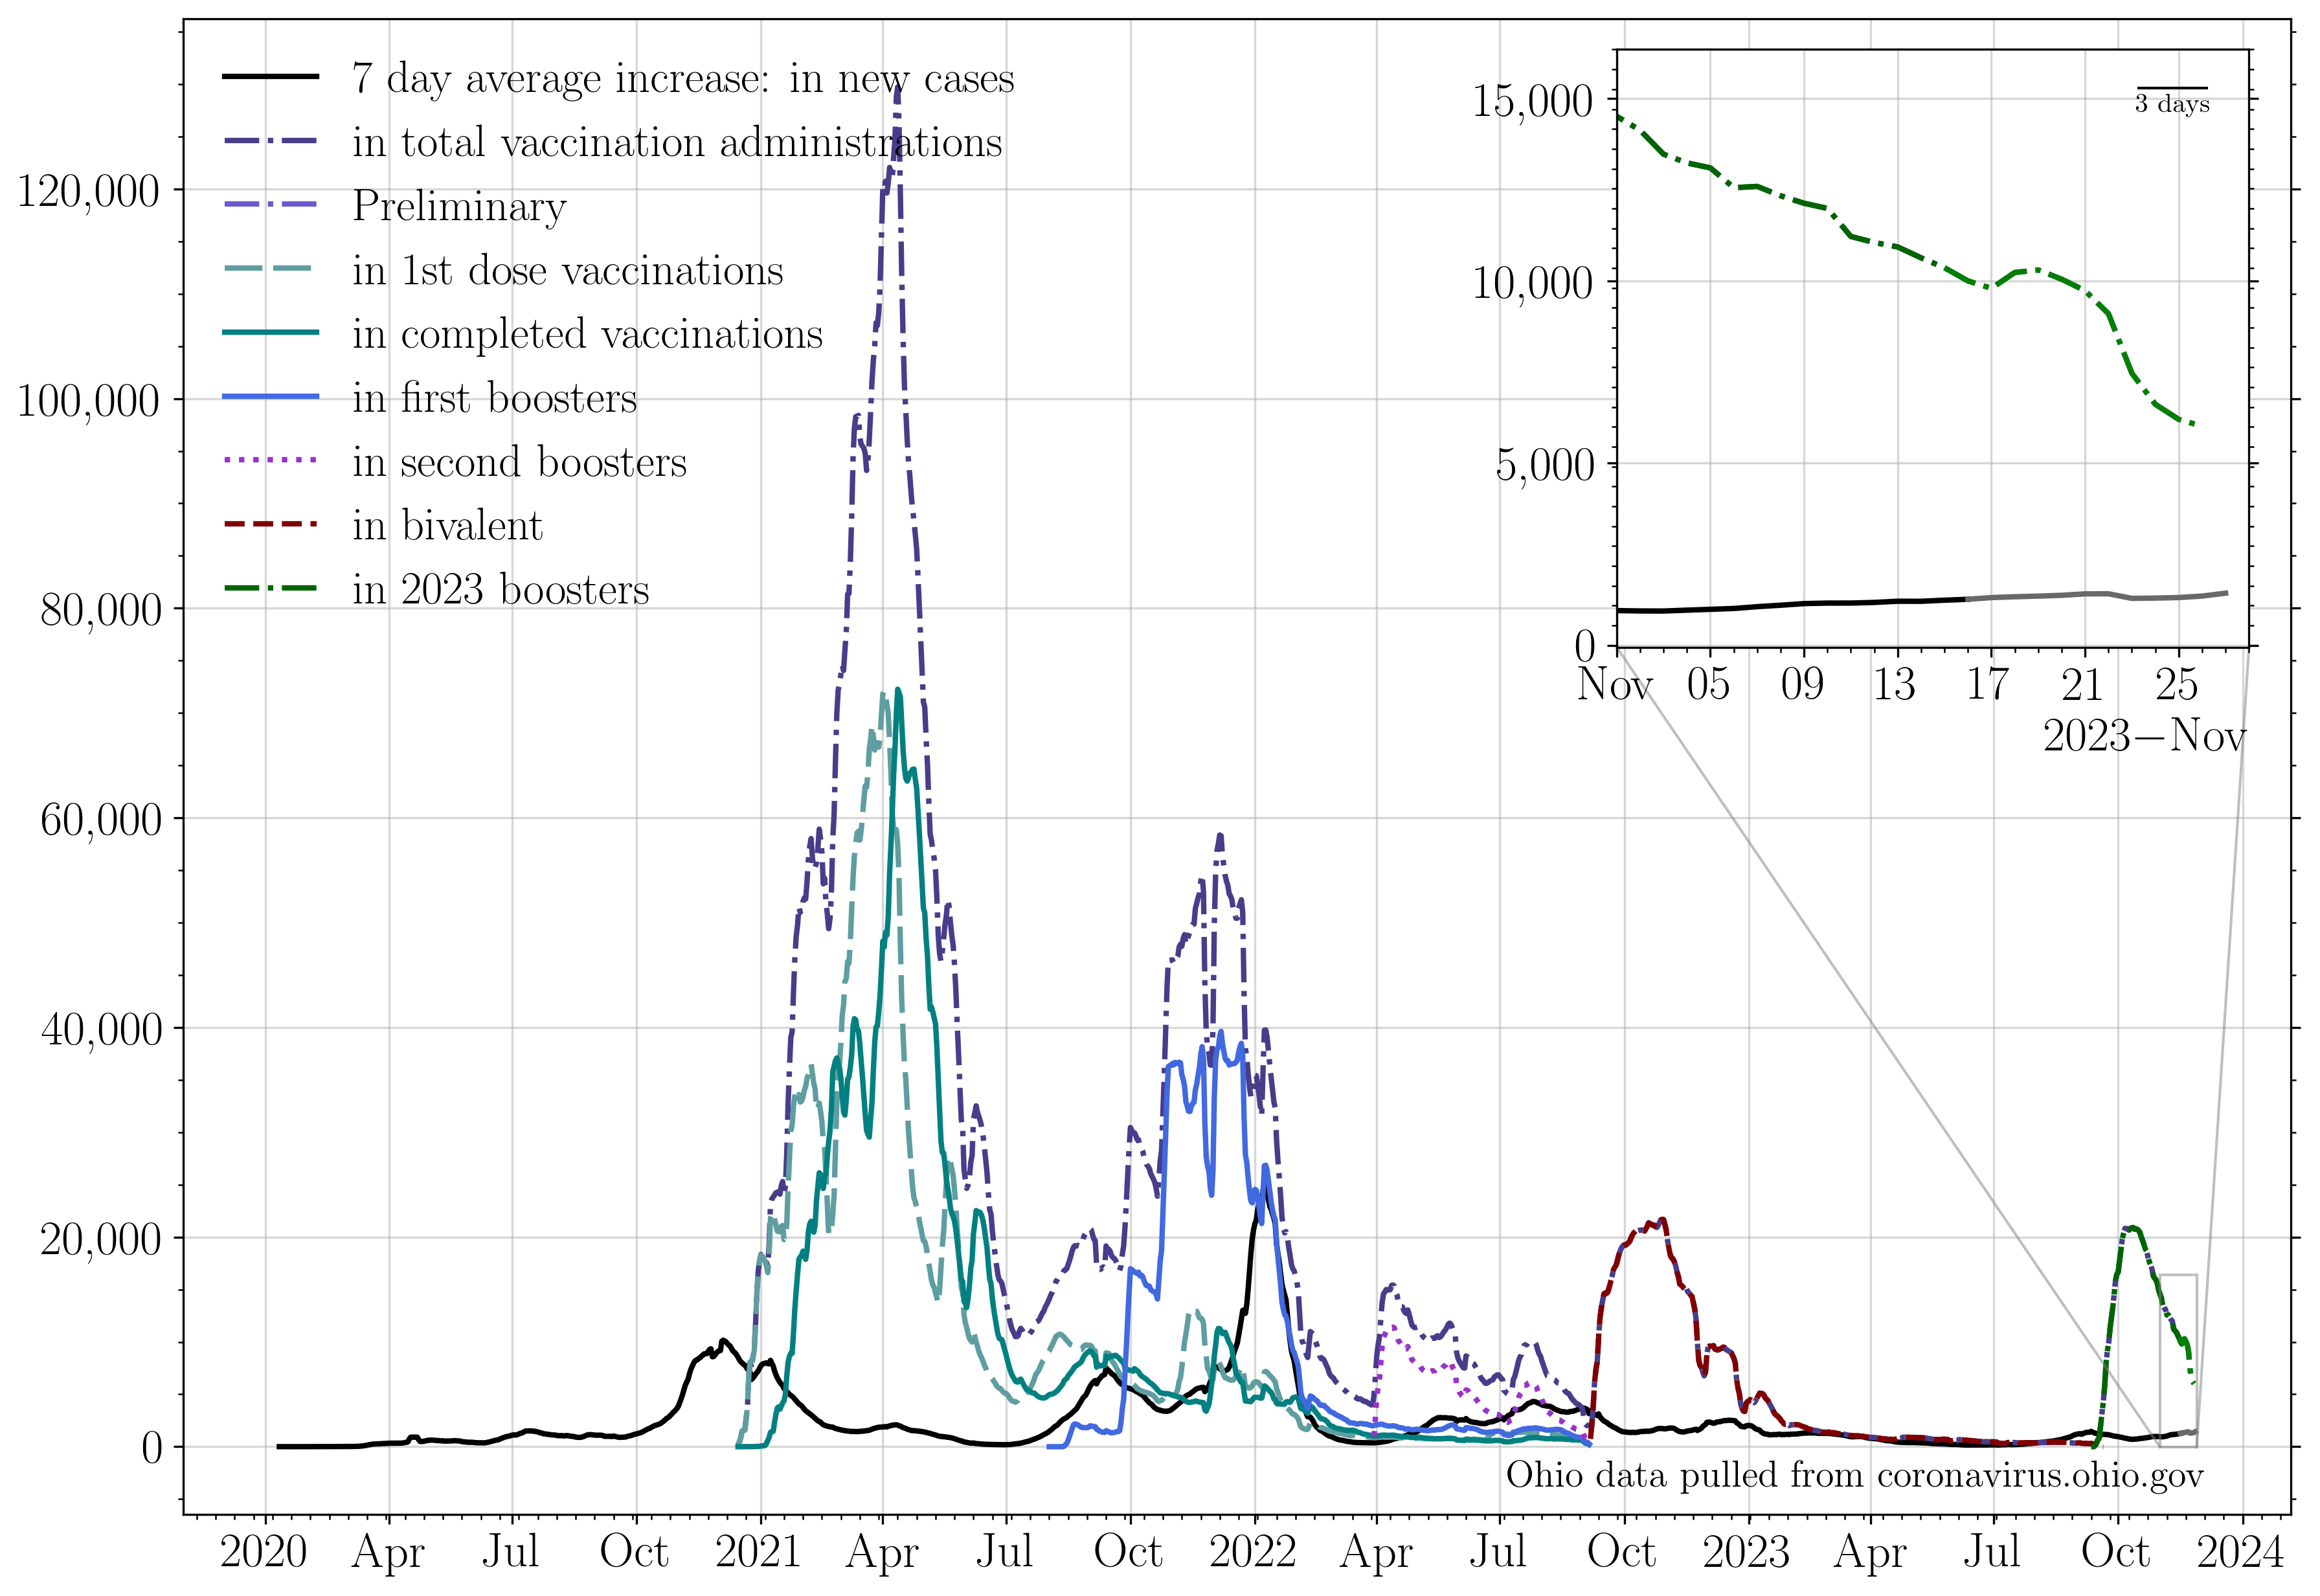 7 day average increase: in new cases
in total vaccination administrations
Preliminary
in 1st dose vaccinations
in completed vaccinations
in first boosters
in second boosters
in bivalent
in 2023 boosters
120,000
100,000
80,000
60,000
40,000
20,000
0
15,000
10,000
5,000
0
3 days
Nov 05 09 13 17 21 25
2023—Nov
Ohio data pulled from coronavirus.ohio.gov
2020 Apr Jul Oct 2021 Apr Jul Oct 2022 Apr Jul Oct 2023 Apr Jul Oct 2024